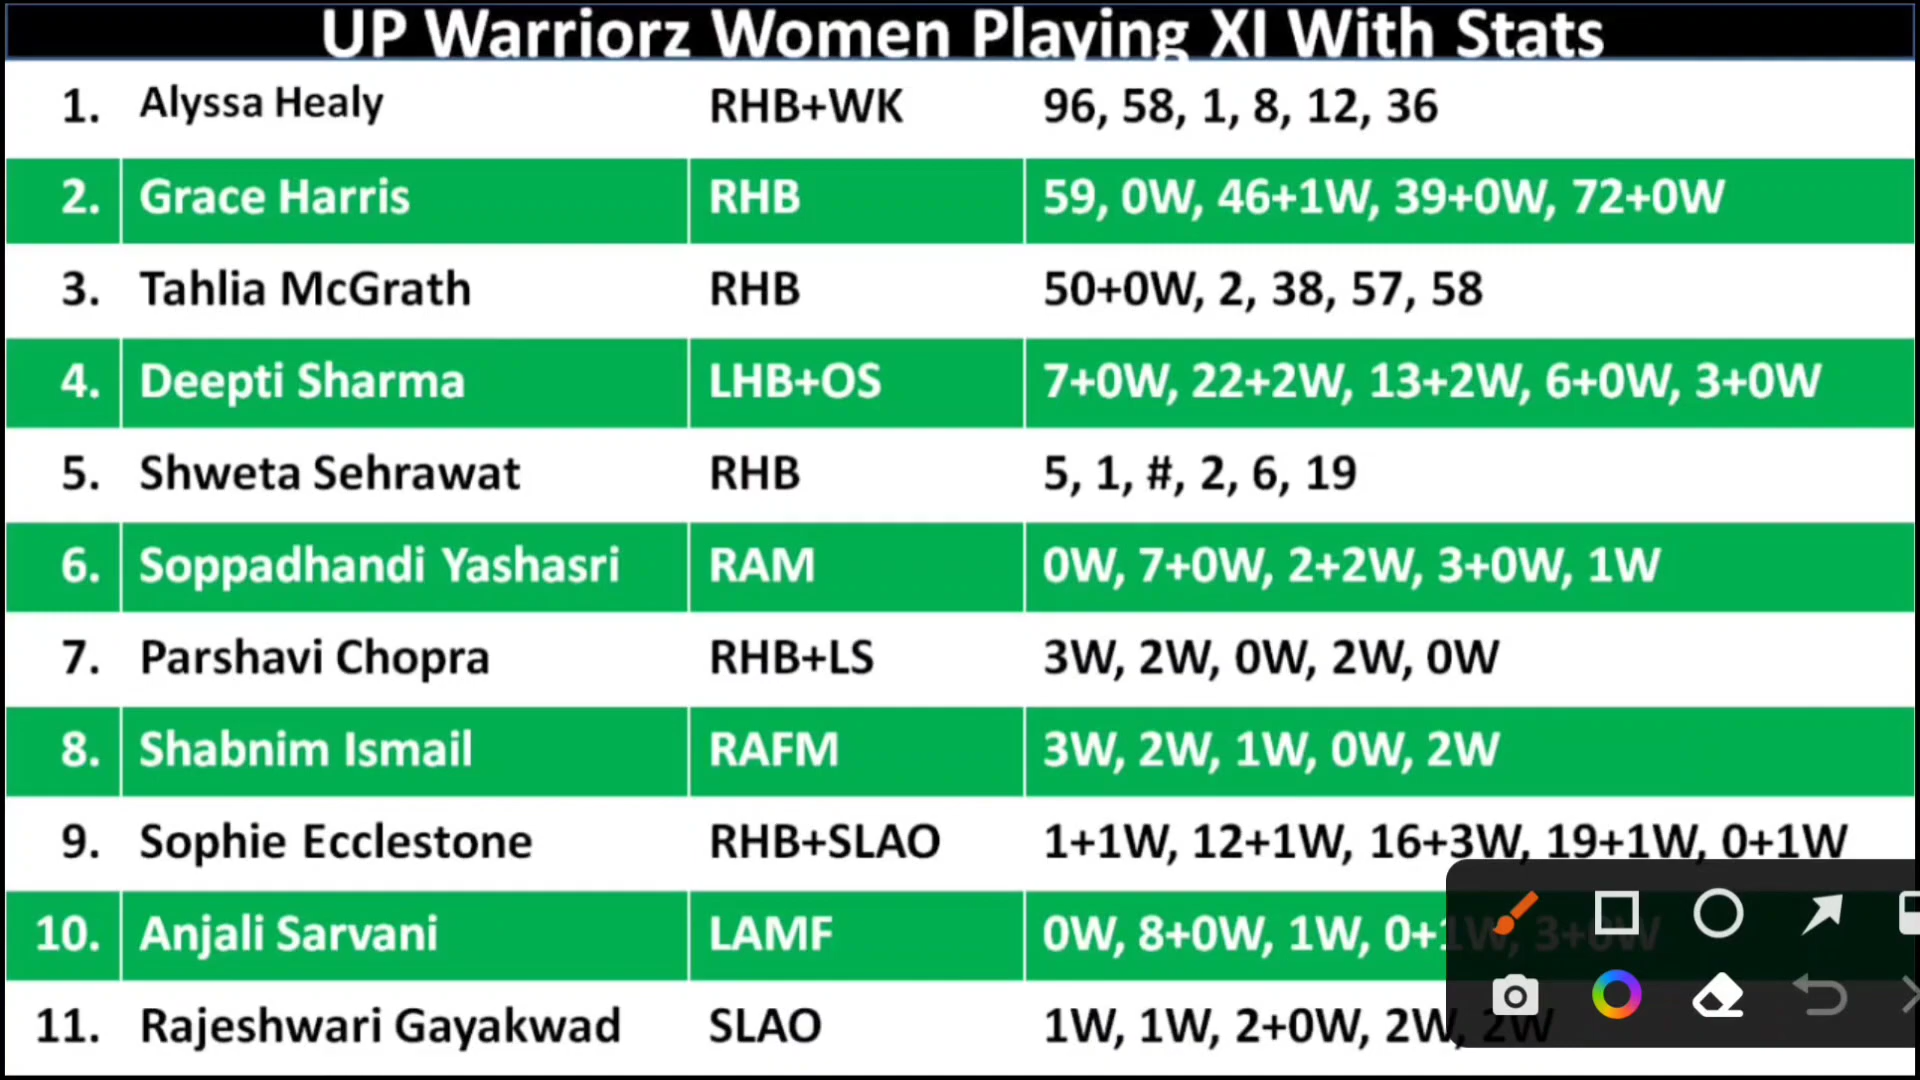 UP Warriorz Women Playing XI With Stats
1. Alyssa Healy RHB+WK 96, 58, 1, 8, 12, 36
2. Grace Harris RHB 59, 0W, 46+1W, 39+0W, 72+0W
3. Tahlia McGrath RHB 50+0W, 2, 38, 57, 58
4. Deepti Sharma LHB+OS 7+0W, 22+2W, 13+2W, 6+0W, 3+0W
5. Shweta Sehrawat RHB 5, 1, #, 2, 6, 19
6. Soppadhandi Yashasri RAM 0W, 7+0W, 2+2W, 3+0W, 1W
7. Parshavi Chopra RHB+LS 3W, 2W, 0W, 2W, 0W
8. Shabnim Ismail RAFM 3W, 2W, 1W, 0W, 2W
9. Sophie Ecclestone RHB+SLAO 1+1W, 12+1W, 16+3W, 19+1W, 0+1W
10. Anjali Sarvani LAMF 0W, 8+0W, 1W, 0+1W, 3+0W
11. Rajeshwari Gayakwad SLAO 1W, 1W, 2+0W, 2W, 2W